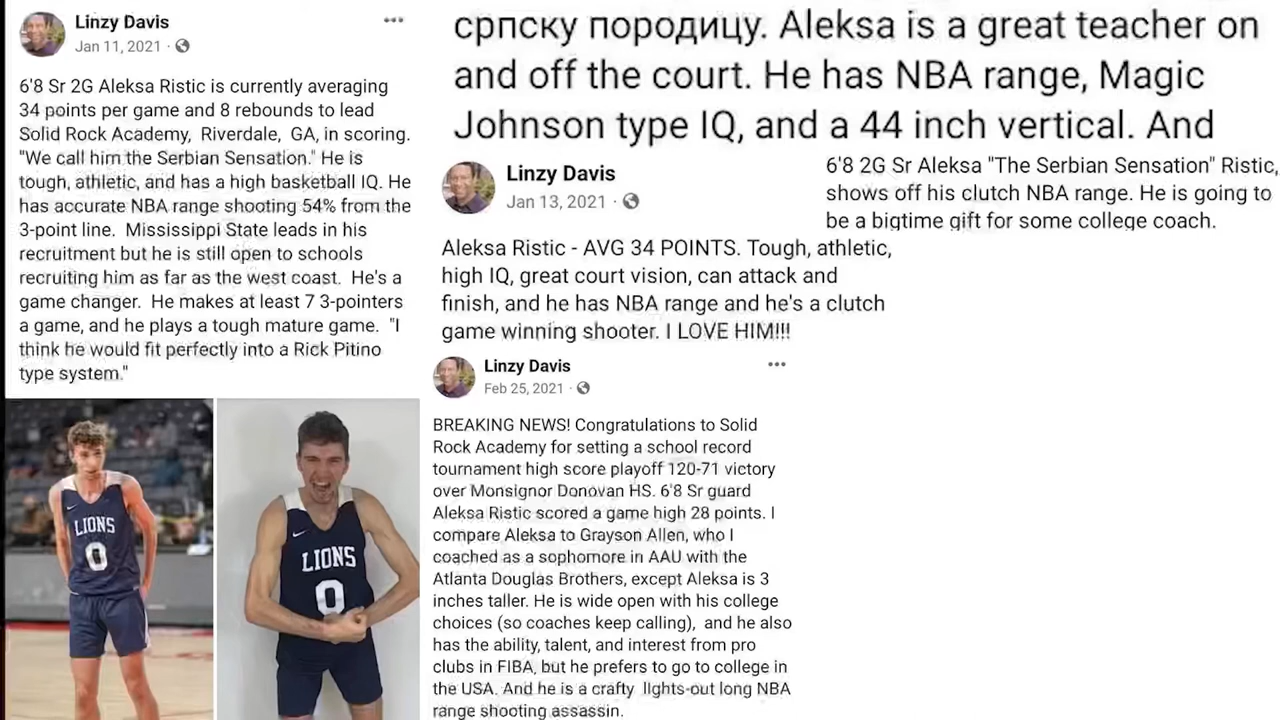 Linzy Davis
Jan 11, 2021
6'8 Sr 2G Aleksa Ristic is currently averaging
34 points per game and 8 rebounds to lead
Solid Rock Academy, Riverdale, GA, in scoring.
"We call him the Serbian Sensation." He is
tough, athletic, and has a high basketball IQ. He
has accurate NBA range shooting 54% from the
3-point line. Mississippi State leads in his
recruitment but he is still open to schools
recruiting him as far as the west coast. He's a
game changer. He makes at least 7 3-pointers
a game, and he plays a tough mature game. "I
think he would fit perfectly into a Rick Pitino
type system."
LIONS
0
LIONS
0
српску породицу. Aleksa is a great teacher on
and off the court. He has NBA range, Magic
Johnson type IQ, and a 44 inch vertical. And
Linzy Davis
Jan 13, 2021
Aleksa Ristic - AVG 34 POINTS. Tough, athletic,
high IQ, great court vision, can attack and
finish, and he has NBA range and he's a clutch
game winning shooter. I LOVE HIM!!!
6'8 2G Sr Aleksa "The Serbian Sensation" Ristic,
shows off his clutch NBA range. He is going to
be a bigtime gift for some college coach.
Linzy Davis
Feb 25, 2021
BREAKING NEWS! Congratulations to Solid
Rock Academy for setting a school record
tournament high score playoff 120-71 victory
over Monsignor Donovan HS. 6'8 Sr guard
Aleksa Ristic scored a game high 28 points. I
compare Aleksa to Grayson Allen, who I
coached as a sophomore in AAU with the
Atlanta Douglas Brothers, except Aleksa is 3
inches taller. He is wide open with his college
choices (so coaches keep calling), and he also
has the ability, talent, and interest from pro
clubs in FIBA, but he prefers to go to college in
the USA. And he is a crafty lights-out long NBA
range shooting assassin.